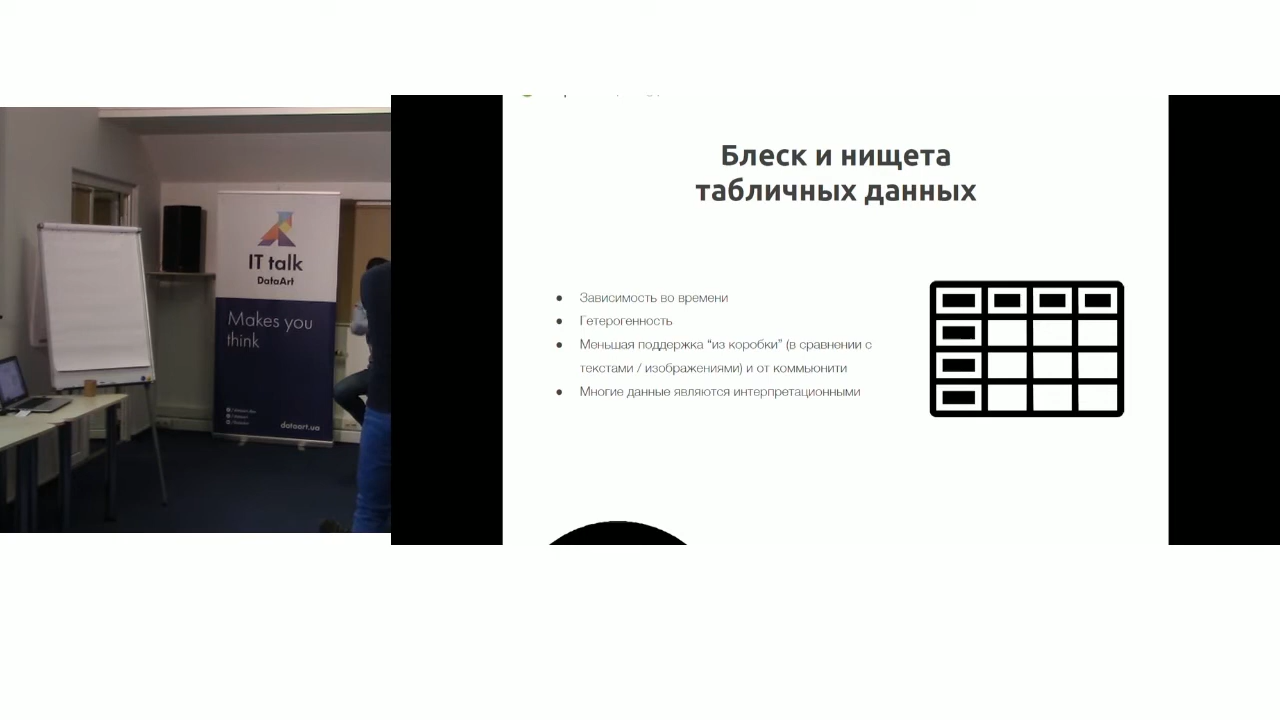 IT talk
DataArt
Makes you
think
dataart.ua
Блеск и нищета
табличных данных
● Зависимость во времени
● Гетерогенность
● Меньшая поддержка “из коробки” (в сравнении с
текстами / изображениями) и от коммьюнити
● Многие данные являются интерпретационными